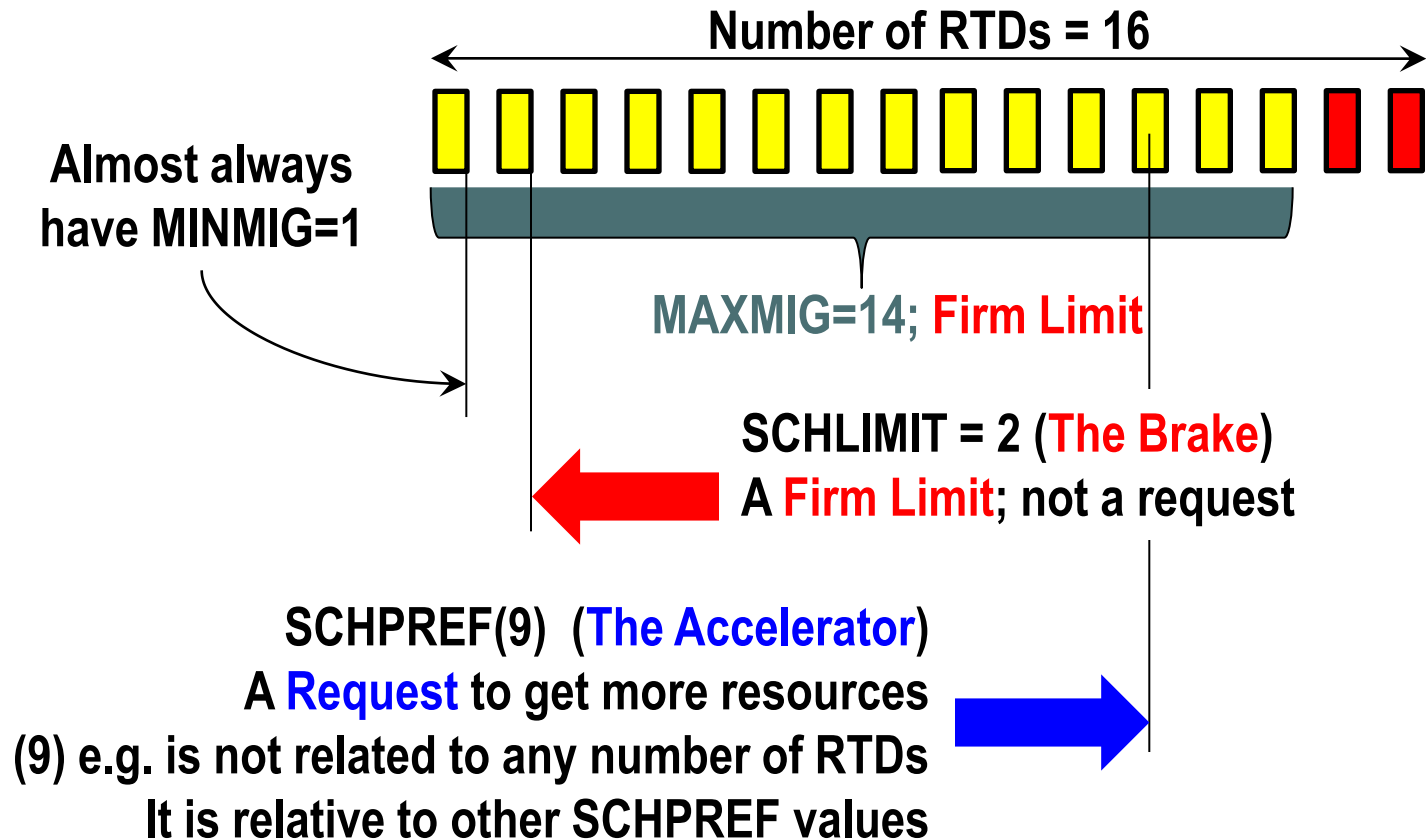 Number of RTDs = 16
Almost always
have MINMIG=1
MAXMIG=14; Firm Limit
SCHLIMIT = 2 (The Brake)
A Firm Limit; not a request
SCHPREF(9) (The Accelerator)
A Request to get more resources
(9) e.g. is not related to any number of RTDs
It is relative to other SCHPREF values